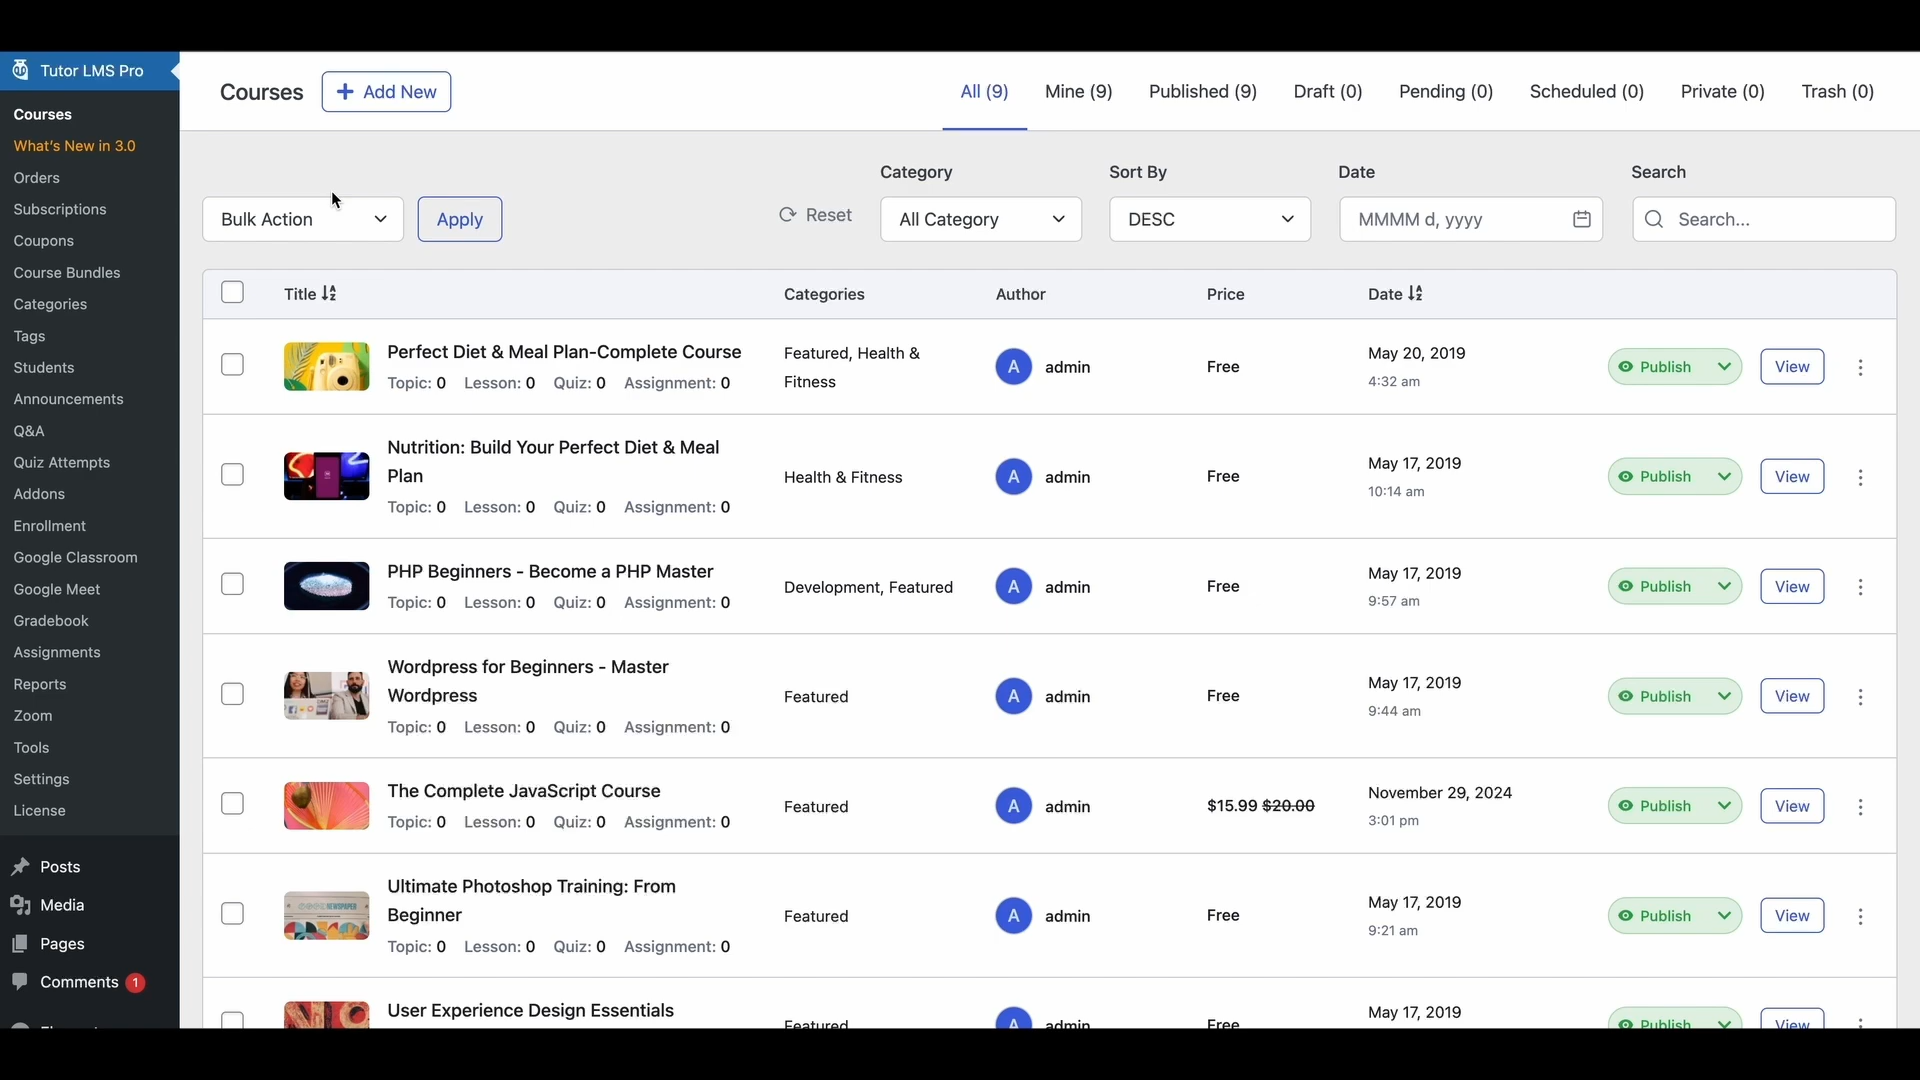 Tutor LMS Pro
Courses
What's New in 3.0
Orders
Subscriptions
Coupons
Course Bundles
Categories
Tags
Students
Announcements
Q&A
Quiz Attempts
Addons
Enrollment
Google Classroom
Google Meet
Gradebook
Assignments
Reports
Zoom
Tools
Settings
License
Posts
Media
Pages
Comments 1
Courses
+ Add New
All (9) Mine (9) Published (9) Draft (0) Pending (0) Scheduled (0) Private (0) Trash (0)
Category Sort By Date Search
Bulk Action Apply Reset All Category DESC MMMM d, yyyy Search...
Title Categories Author Price Date
Perfect Diet & Meal Plan-Complete Course
Topic: 0 Lesson: 0 Quiz: 0 Assignment: 0
Featured, Health &
Fitness
A admin
Free
May 20, 2019
4:32 am
Publish View
Nutrition: Build Your Perfect Diet & Meal
Plan
Topic: 0 Lesson: 0 Quiz: 0 Assignment: 0
Health & Fitness
A admin
Free
May 17, 2019
10:14 am
Publish View
PHP Beginners - Become a PHP Master
Topic: 0 Lesson: 0 Quiz: 0 Assignment: 0
Development, Featured
A admin
Free
May 17, 2019
9:57 am
Publish View
Wordpress for Beginners - Master
Wordpress
Topic: 0 Lesson: 0 Quiz: 0 Assignment: 0
Featured
A admin
Free
May 17, 2019
9:44 am
Publish View
The Complete JavaScript Course
Topic: 0 Lesson: 0 Quiz: 0 Assignment: 0
Featured
A admin
$15.99 $20.00
November 29, 2024
3:01 pm
Publish View
Ultimate Photoshop Training: From
Beginner
Topic: 0 Lesson: 0 Quiz: 0 Assignment: 0
Featured
A admin
Free
May 17, 2019
9:21 am
Publish View
User Experience Design Essentials
Featured
A admin
Free
May 17, 2019
Publish View